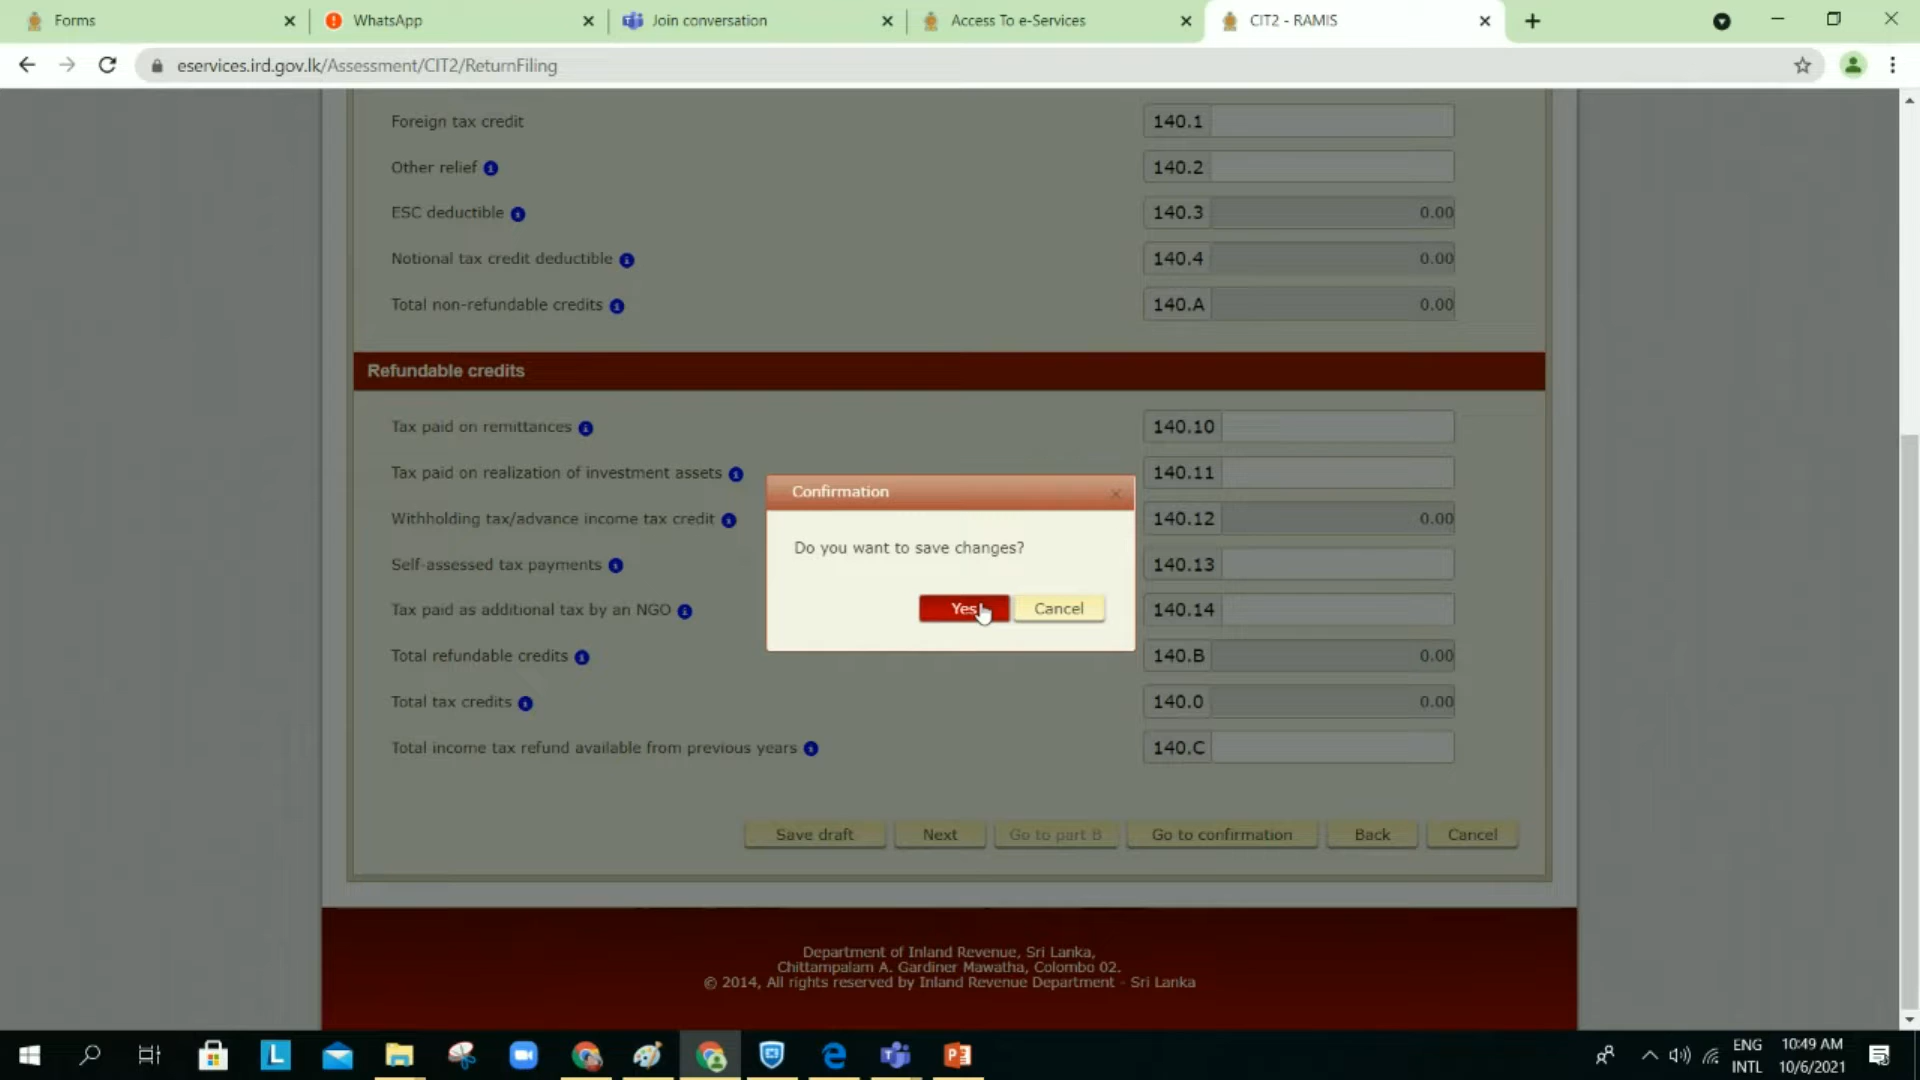 Forms
WhatsApp
Join conversation
Access To e-Services
CIT2 - RAMIS
eservices.ird.gov.lk/Assessment/CIT2/ReturnFiling
Foreign tax credit 140.1
Other relief 140.2
ESC deductible 140.3 0.00
Notional tax credit deductible 140.4 0.00
Total non-refundable credits 140.A 0.00
Refundable credits
Tax paid on remittances 140.10
Tax paid on realization of investment assets 140.11
Withholding tax/advance income tax credit 140.12 0.00
Self-assessed tax payments 140.13
Tax paid as additional tax by an NGO 140.14
Total refundable credits 140.B 0.00
Total tax credits 140.0 0.00
Total income tax refund available from previous years 140.C
Confirmation
Do you want to save changes?
Yes Cancel
Save draft Next Go to part B Go to confirmation Back Cancel
Department of Inland Revenue, Sri Lanka,
Chittampalam A. Gardiner Mawatha, Colombo 02.
© 2014, All rights reserved by Inland Revenue Department - Sri Lanka
ENG 10:49 AM
INTL 10/6/2021